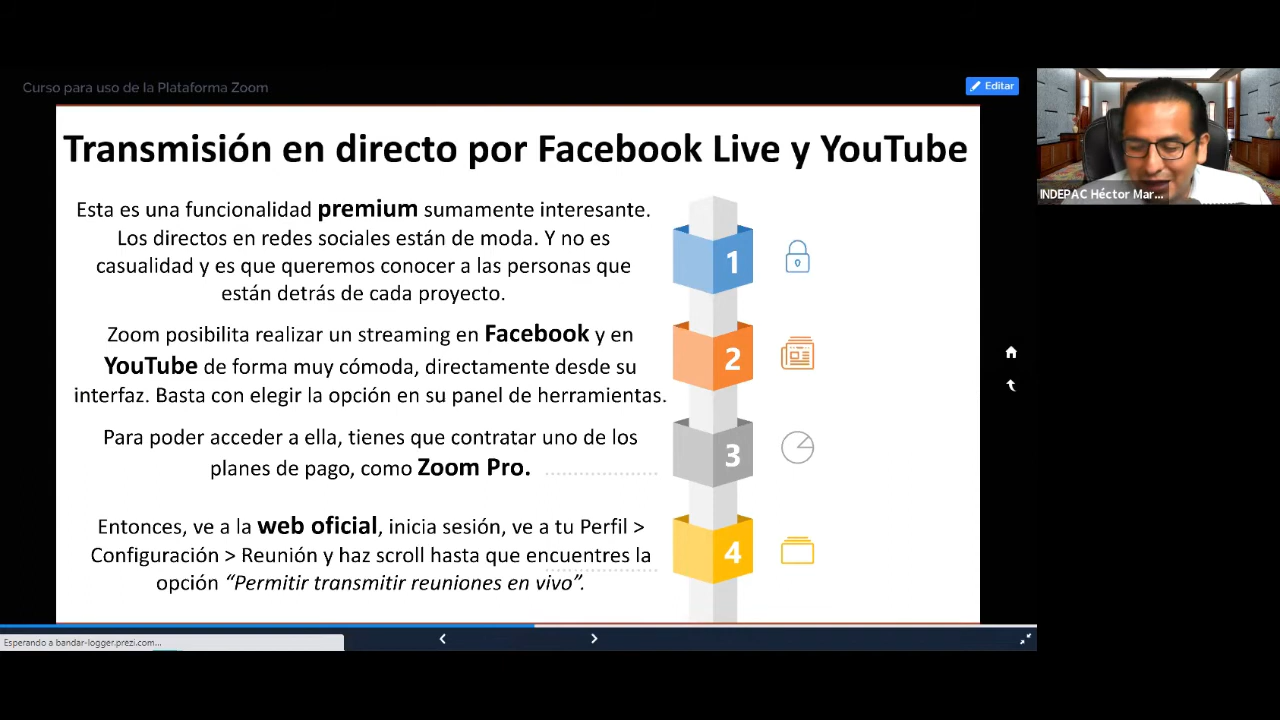 Curso para uso de la Plataforma Zoom
Editar
Transmisión en directo por Facebook Live y YouTube
Esta es una funcionalidad premium sumamente interesante.
Los directos en redes sociales están de moda. Y no es
casualidad y es que queremos conocer a las personas que
están detrás de cada proyecto.
Zoom posibilita realizar un streaming en Facebook y en
YouTube de forma muy cómoda, directamente desde su
interfaz. Basta con elegir la opción en su panel de herramientas.
Para poder acceder a ella, tienes que contratar uno de los
planes de pago, como Zoom Pro.
Entonces, ve a la web oficial, inicia sesión, ve a tu Perfil >
Configuración > Reunión y haz scroll hasta que encuentres la
opción “Permitir transmitir reuniones en vivo”.
1
2
3
4
INDEPAC Héctor Mar...
Esperando a bandar-logger.prezi.com...